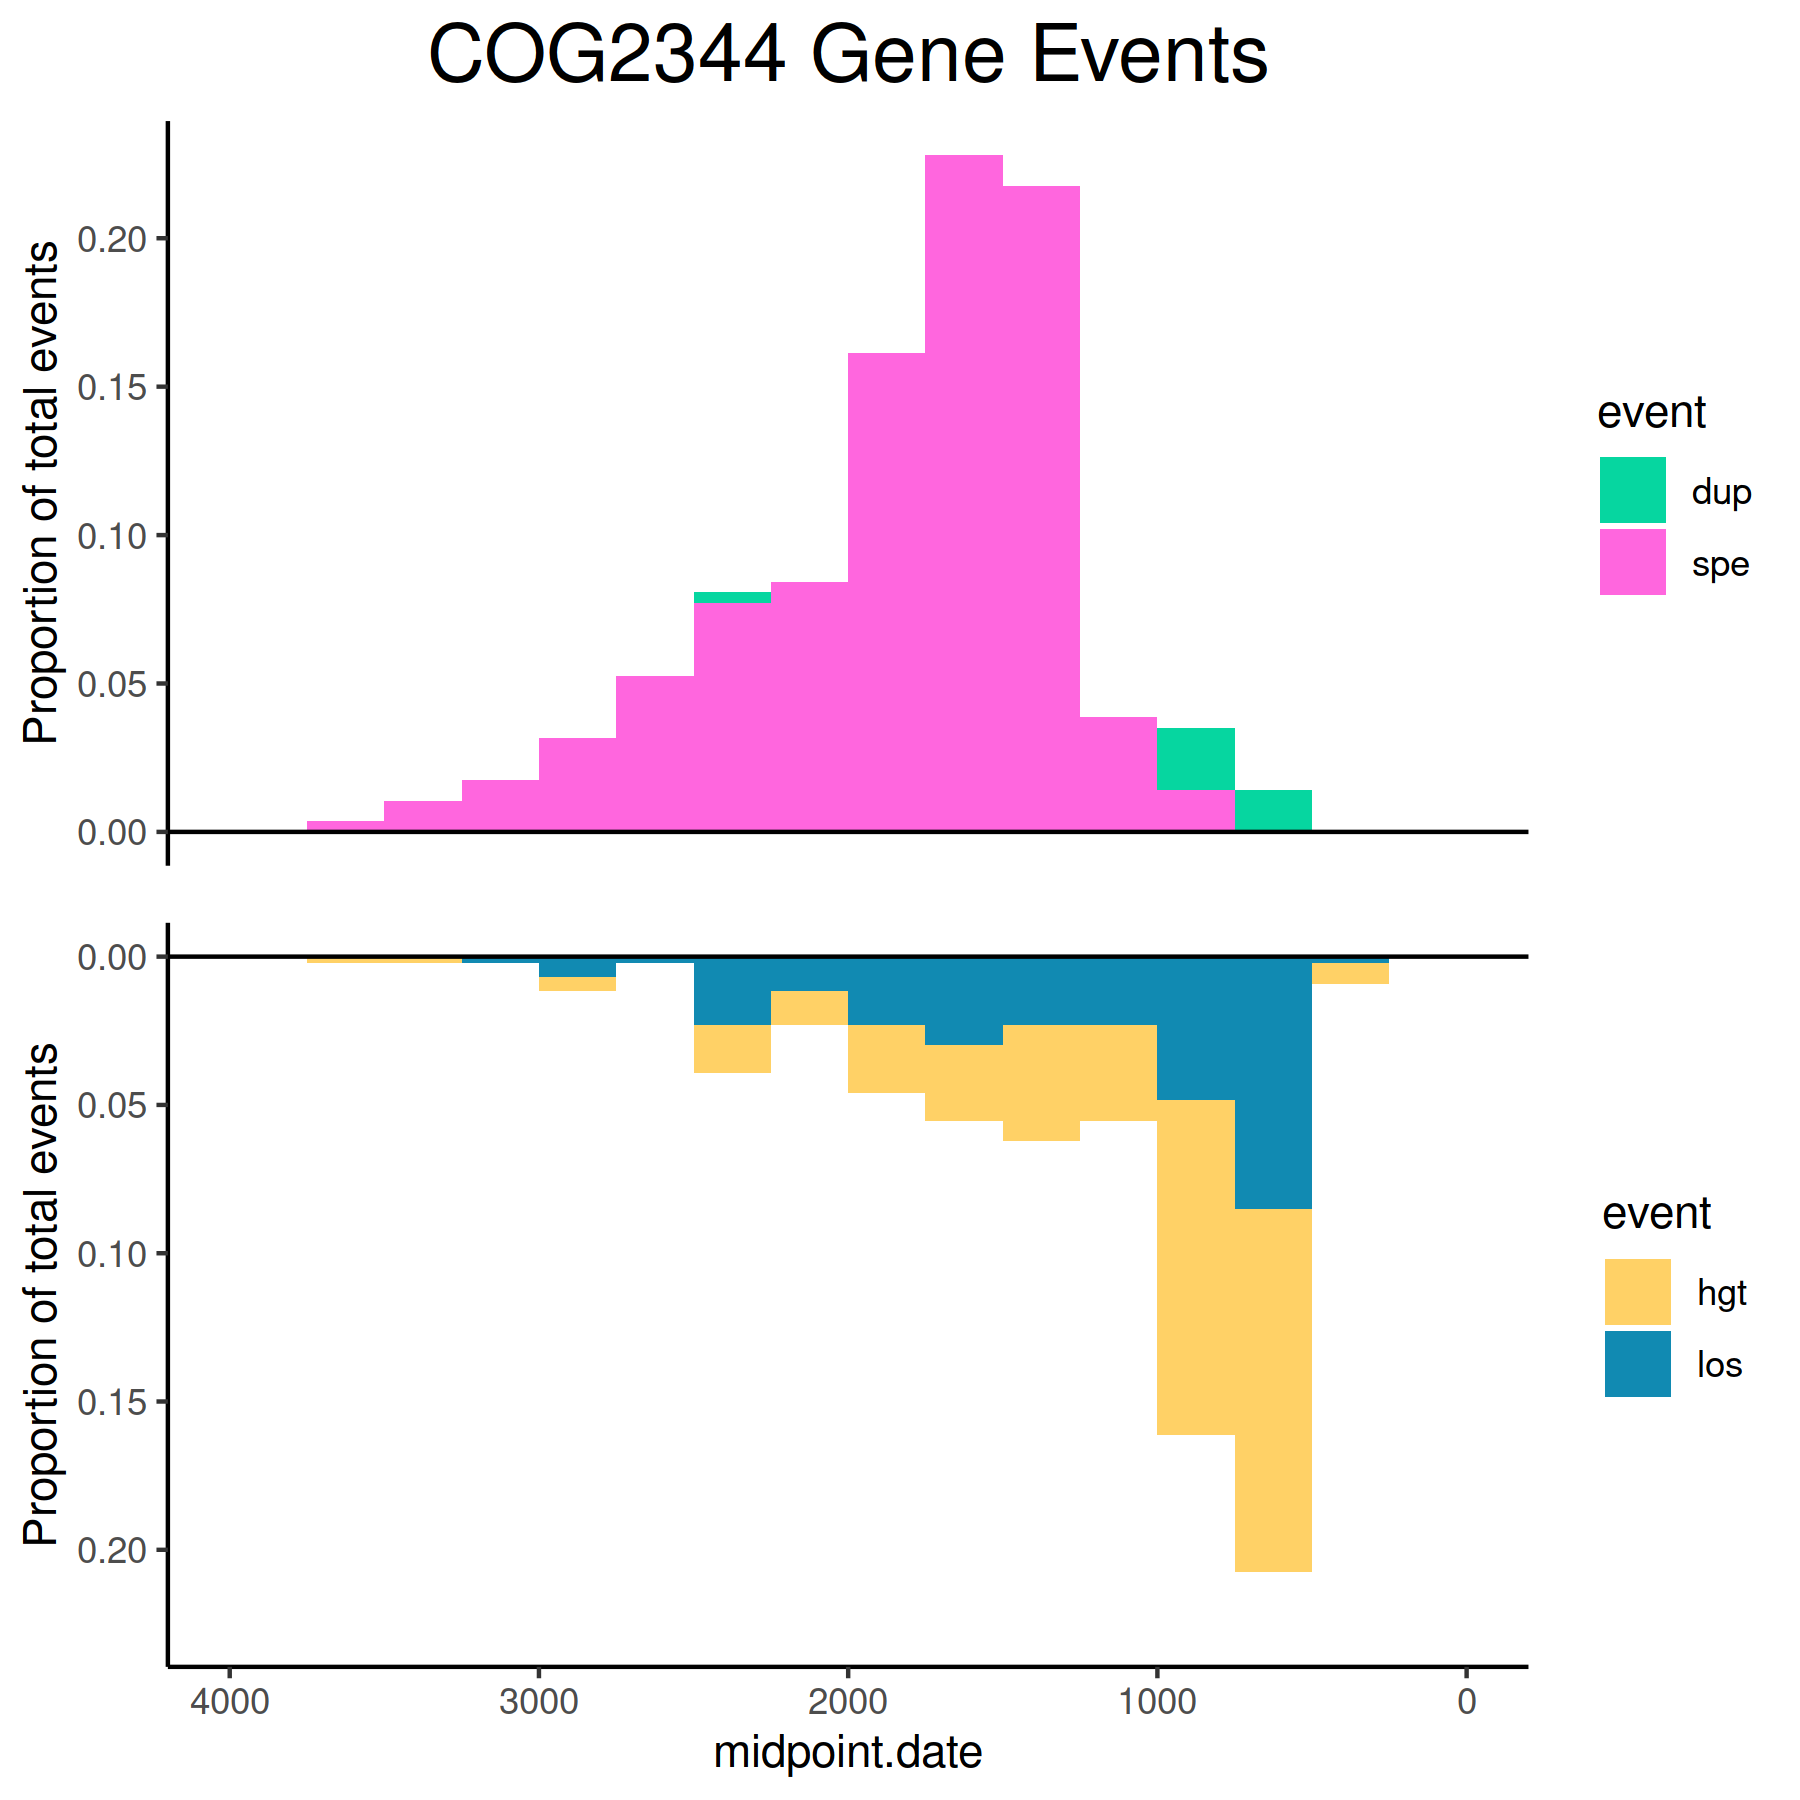 COG2344 Gene Events
Proportion of total events
0.20
0.15
0.10
0.05
0.00
event
dup
spe
Proportion of total events
0.00
0.05
0.10
0.15
0.20
event
hgt
los
4000 3000 2000 1000 0
midpoint.date